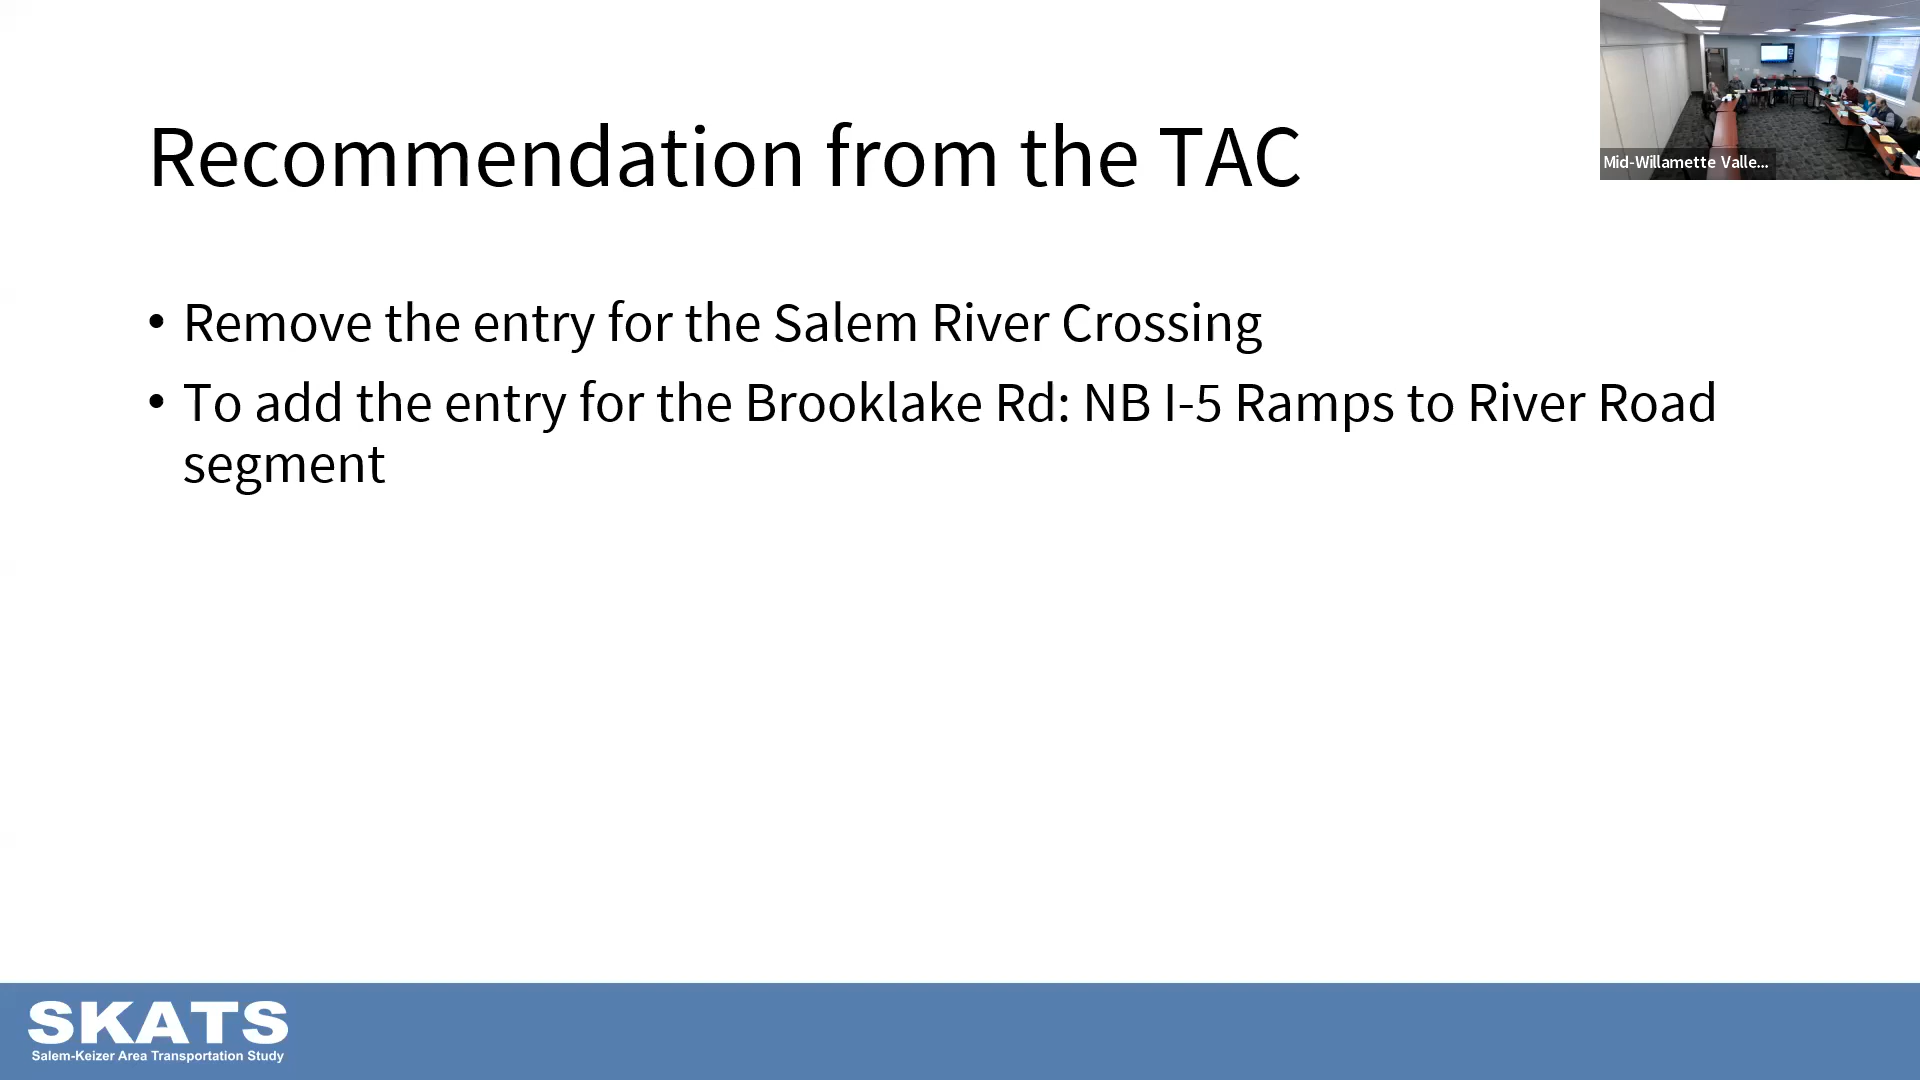 Recommendation from the TAC
Mid-Willamette Valle...
• Remove the entry for the Salem River Crossing
• To add the entry for the Brooklake Rd: NB I-5 Ramps to River Road
segment
SKATS
Salem-Keizer Area Transportation Study